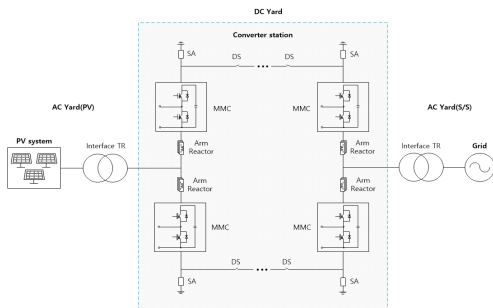 DC Yard
Converter station
SA
DS
DS
SA
MMC
MMC
AC Yard(PV)
AC Yard(S/S)
PV system
Interface TR
Arm
Reactor
Arm
Reactor
Interface TR
Grid
Arm
Reactor
Arm
Reactor
MMC
MMC
DS
DS
SA
SA